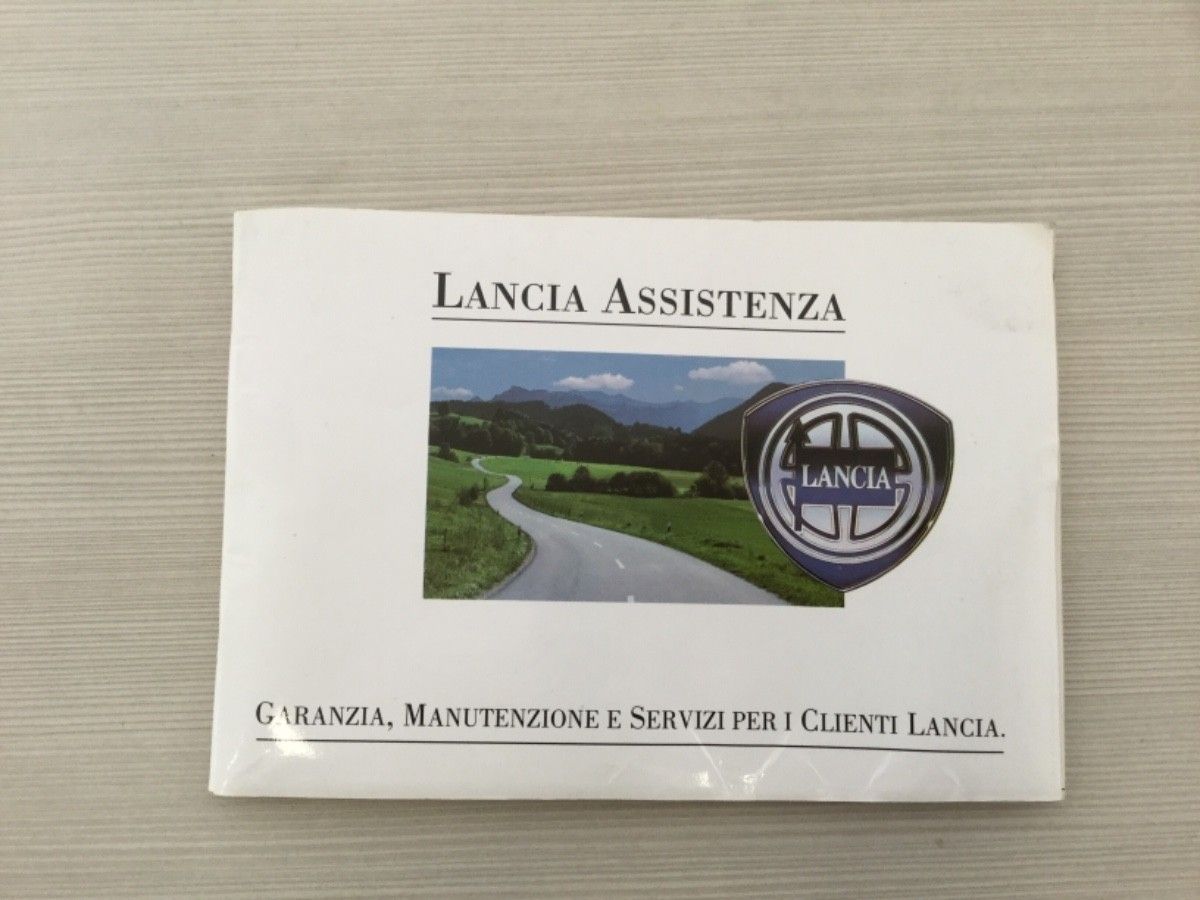 LANCIA ASSISTENZA
LANCIA
GARANZIA, MANUTENZIONE E SERVIZI PER I CLIENTI LANCIA.